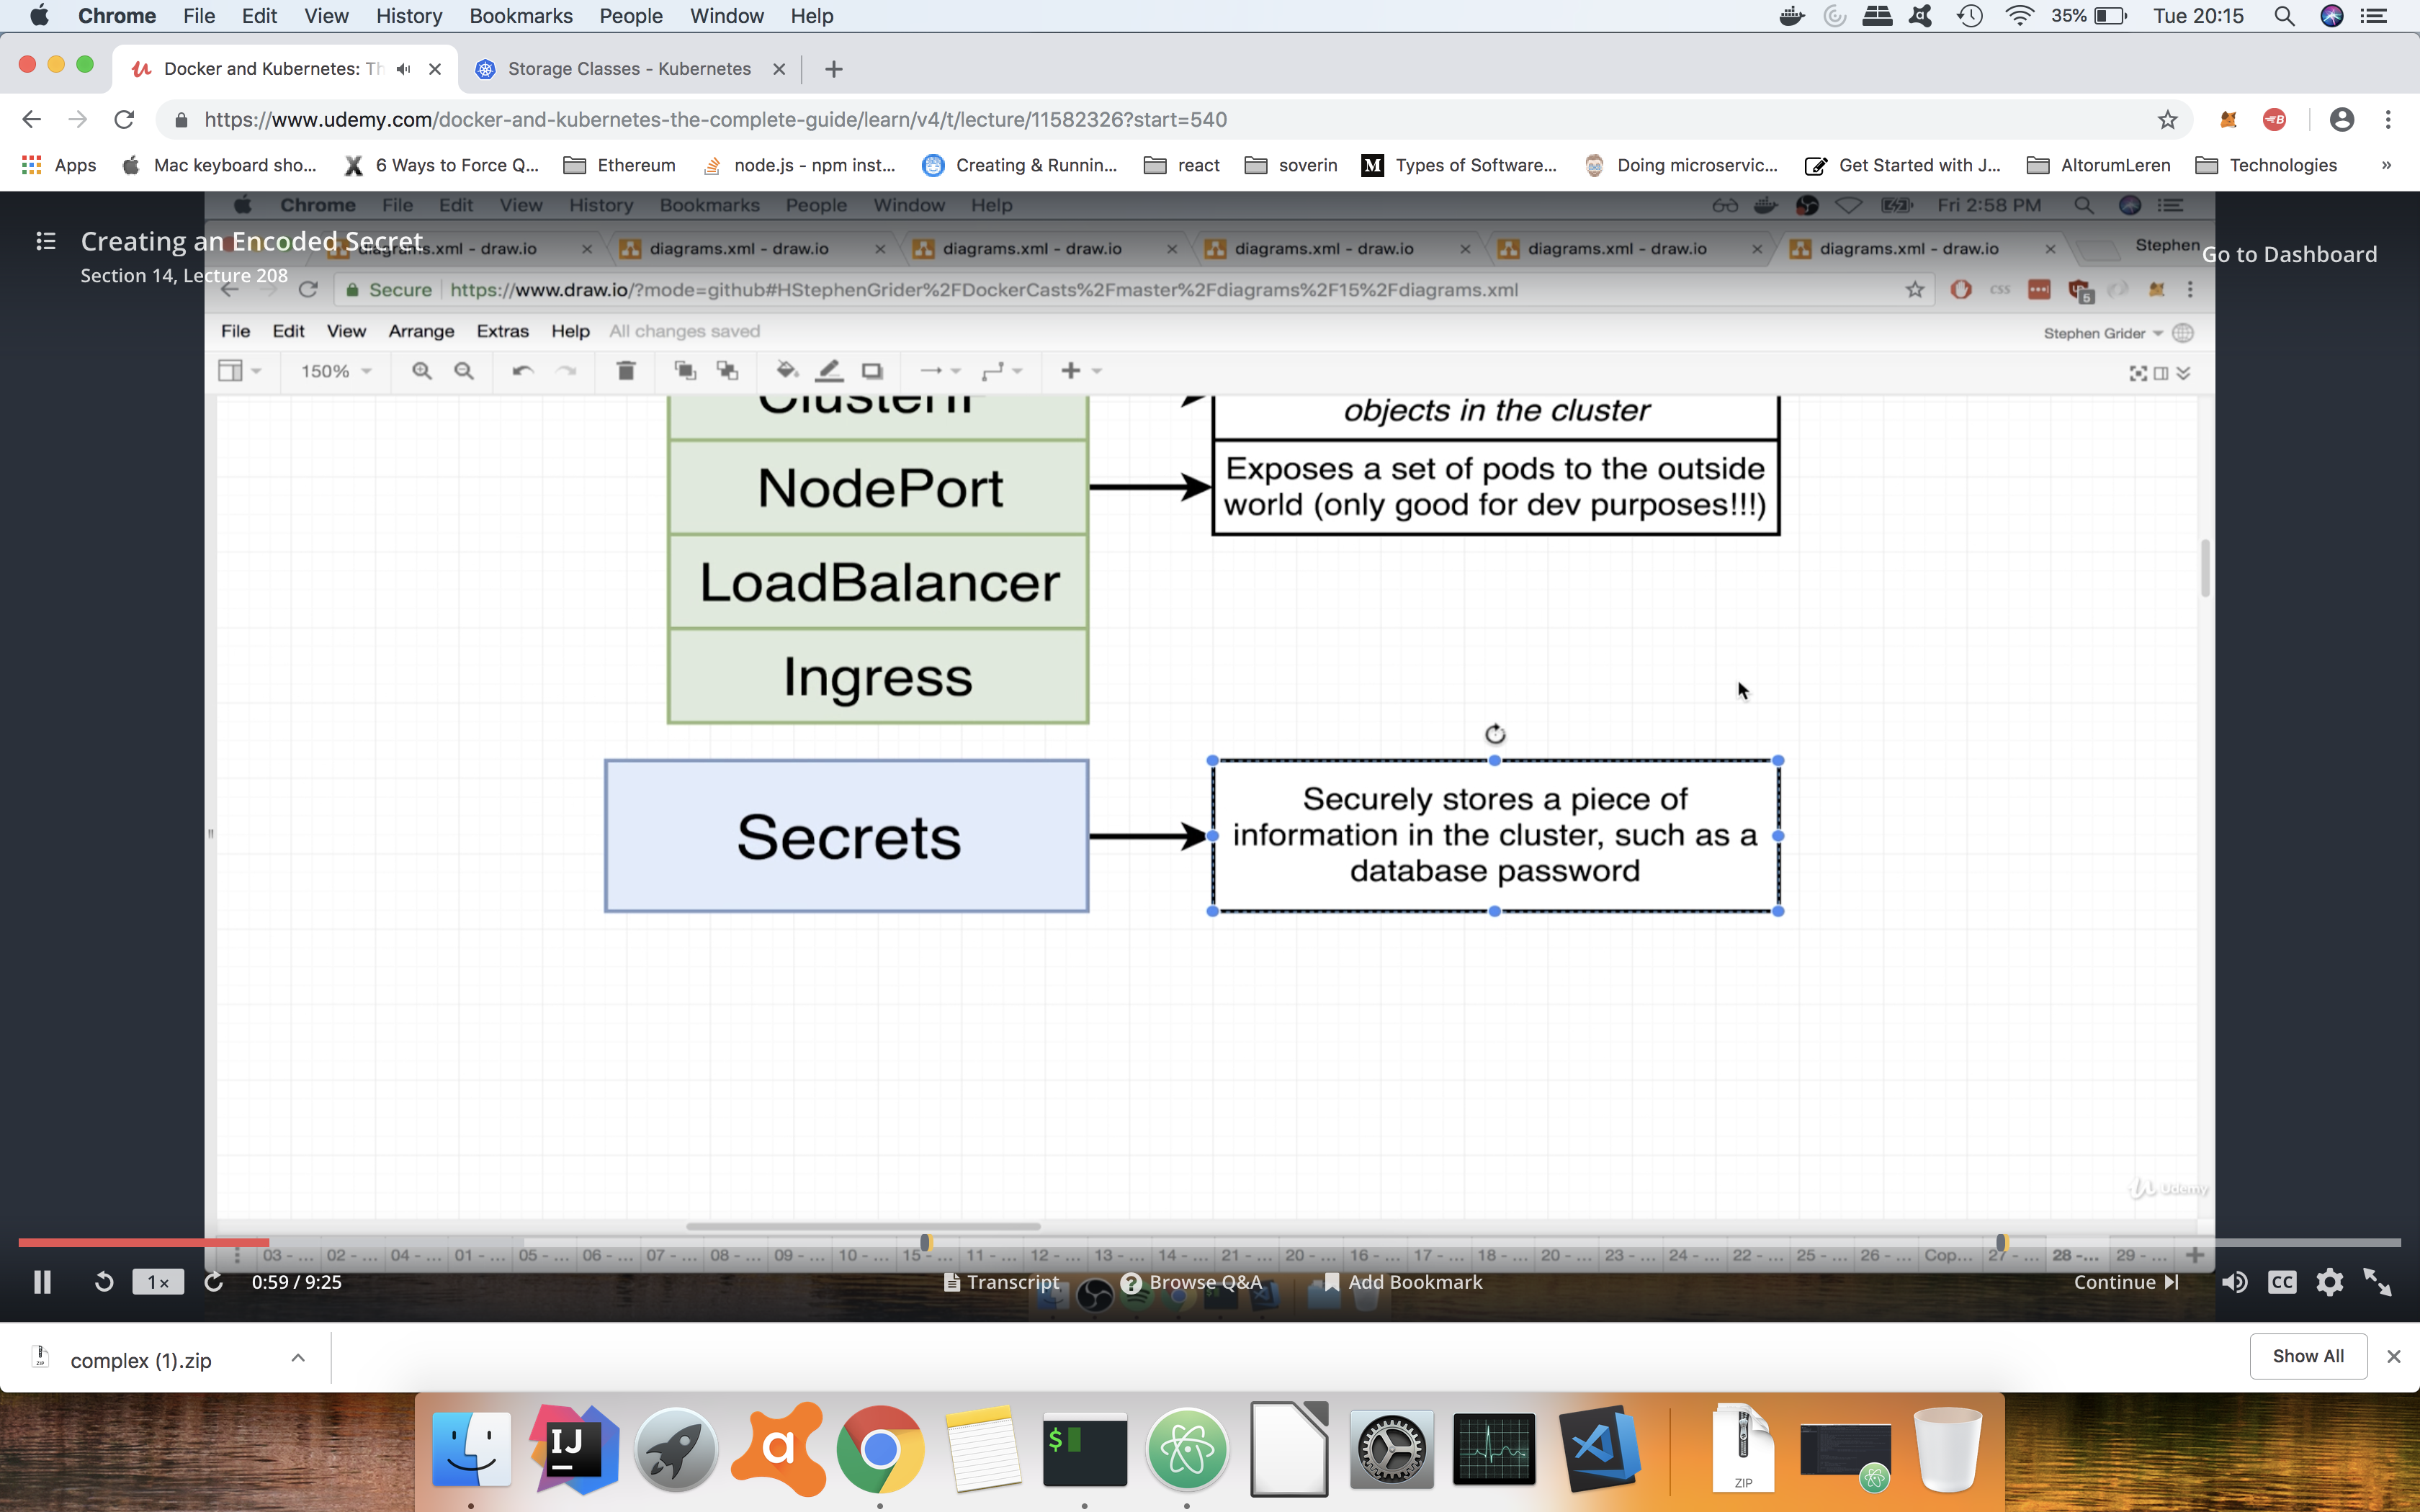 Chrome File Edit View History Bookmarks People Window Help 35% Tue 20:15
Docker and Kubernetes: Th
Storage Classes - Kubernetes
https://www.udemy.com/docker-and-kubernetes-the-complete-guide/learn/v4/t/lecture/11582326?start=540
Apps Mac keyboard sho... 6 Ways to Force Q... Ethereum node.js - npm inst... Creating & Runnin... react soverin Types of Software... Doing microservic... Get Started with J... AltorumLeren Technologies »
Chrome File Edit View History Bookmarks People Window Help Fri 2:58 PM
Creating an Encoded Secret
diagrams.xml - draw.io diagrams.xml - draw.io diagrams.xml - draw.io diagrams.xml - draw.io diagrams.xml - draw.io diagrams.xml - draw.io Stephen
Go to Dashboard
Section 14, Lecture 208
Secure https://www.draw.io/?mode=github#HStephenGrider%2FDockerCasts%2Fmaster%2Fdiagrams%2F15%2Fdiagrams.xml
File Edit View Arrange Extras Help All changes saved Stephen Grider
150%
ClusterIP
objects in the cluster
NodePort
Exposes a set of pods to the outside
world (only good for dev purposes!!!)
LoadBalancer
Ingress
Secrets
Securely stores a piece of
information in the cluster, such as a
database password
Udemy
03 - ... 02 - ... 04 - ... 01 - ... 05 - ... 06 - ... 07 - ... 08 - ... 09 - ... 10 - ... 15 - ... 11 - ... 12 - ... 13 - ... 14 - ... 21 - ... 20 - ... 16 - ... 17 - ... 18 - ... 20 - ... 23 - ... 24 - ... 22 - ... 25 - ... 26 - ... Cop... 27 - ... 28 -... 29 - ...
1x 0:59 / 9:25 Transcript Browse Q&A Add Bookmark Continue CC
complex (1).zip
Show All
IJ
a
$
ZIP